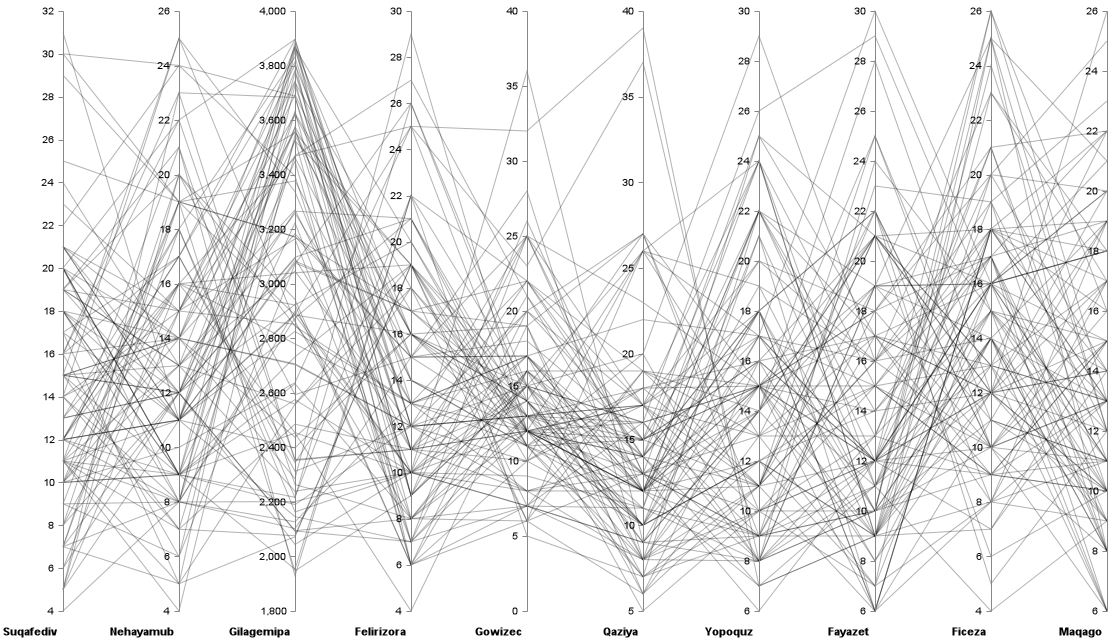 32 26 4,000 30 40 40 30 30 26 26
30 24 3,800 28 35 35 28 28 24 24
28 22 3,600 26 30 30 26 26 22 22
26 20 3,400 24 25 25 24 24 20 20
24 18 3,200 22 20 20 22 22 18 18
22 16 3,000 20 15 15 20 20 16 16
20 14 2,800 18 10 10 18 18 14 14
18 12 2,600 16 5 5 16 16 12 12
16 10 2,400 14 0 14 14 10 10
14 8 2,200 12 12 12 8 8
12 6 2,000 10 10 10 6 6
10 4 1,800 8 8 8 4
8 6 6 6
6 4
4
Suqafediv Nehayamub Gilagemipa Felirizora Gowizec Qaziya Yopoquz Fayazet Ficeza Maqago